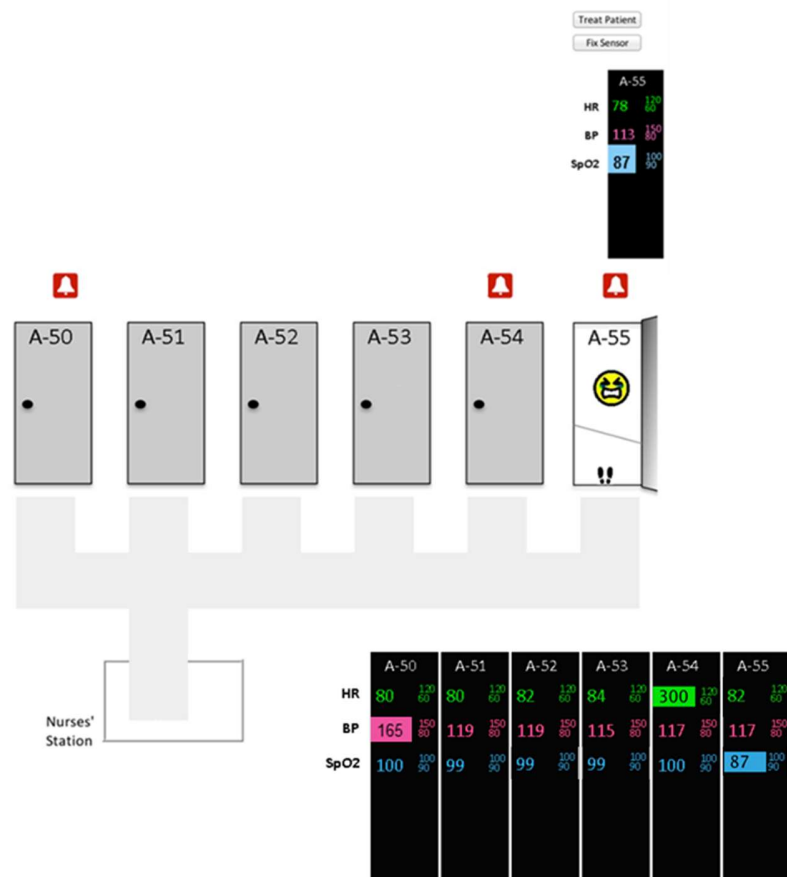 Treat Patient
Fix Sensor
A-55
HR 78 120 60
BP 113 150 80
SpO2 87 100 90
A-50 A-51 A-52 A-53 A-54 A-55
Nurses'
Station
A-50 A-51 A-52 A-53 A-54 A-55
HR 80 120 60 80 120 60 82 120 60 84 120 60 300 120 60 82 120 60
BP 165 150 80 119 150 80 119 150 80 115 150 80 117 150 80 117 150 80
SpO2 100 100 90 99 100 90 99 100 90 99 100 90 100 100 90 87 100 90